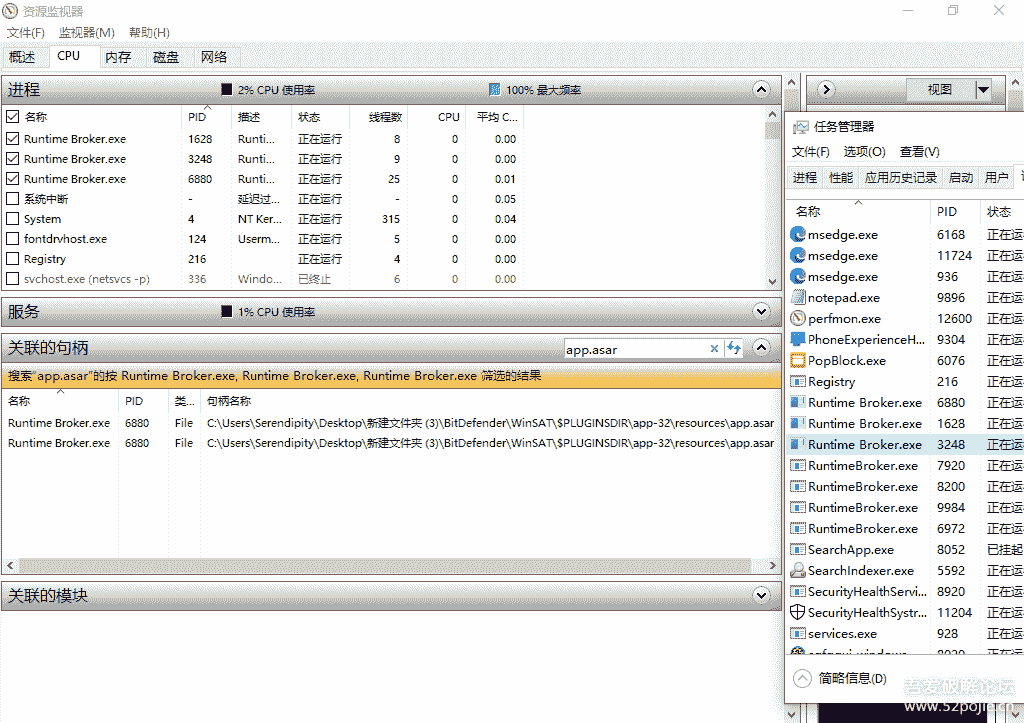 资源监视器
文件(F) 监视器(M) 帮助(H)
概述 CPU 内存 磁盘 网络
进程 2% CPU 使用率 100% 最大频率
名称 PID 描述 状态 线程数 CPU 平均 C...
Runtime Broker.exe 1628 Runti... 正在运行 8 0 0.00
Runtime Broker.exe 3248 Runti... 正在运行 9 0 0.00
Runtime Broker.exe 6880 Runti... 正在运行 25 0 0.01
系统中断 - 延迟过... 正在运行 - 0 0.05
System 4 NT Ker... 正在运行 315 0 0.04
fontdrvhost.exe 124 Userm... 正在运行 5 0 0.00
Registry 216 正在运行 4 0 0.00
svchost.exe (netsvcs -p) 336 Windo... 已终止 6 0 0.00
服务 1% CPU 使用率
关联的句柄 app.asar
搜索"app.asar"的按 Runtime Broker.exe, Runtime Broker.exe, Runtime Broker.exe 筛选的结果
名称 PID 类... 句柄名称
Runtime Broker.exe 6880 File C:\Users\Serendipity\Desktop\新建文件夹 (3)\BitDefender\WinSAT\$PLUGINSDIR\app-32\resources\app.asar
Runtime Broker.exe 6880 File C:\Users\Serendipity\Desktop\新建文件夹 (3)\BitDefender\WinSAT\$PLUGINSDIR\app-32\resources\app.asar
关联的模块
视图
任务管理器
文件(F) 选项(O) 查看(V)
进程 性能 应用历史记录 启动 用户
名称 PID 状态
msedge.exe 6168 正在运
msedge.exe 11724 正在运
msedge.exe 936 正在运
notepad.exe 9896 正在运
perfmon.exe 12600 正在运
PhoneExperienceH... 9304 正在运
PopBlock.exe 6076 正在运
Registry 216 正在运
Runtime Broker.exe 6880 正在运
Runtime Broker.exe 1628 正在运
Runtime Broker.exe 3248 正在运
RuntimeBroker.exe 7920 正在运
RuntimeBroker.exe 8200 正在运
RuntimeBroker.exe 9984 正在运
RuntimeBroker.exe 6972 正在运
SearchApp.exe 8052 已挂起
SearchIndexer.exe 5592 正在运
SecurityHealthServi... 8920 正在运
SecurityHealthSystr... 11204 正在运
services.exe 928 正在运
简略信息(D)
吾爱破解论坛
www.52pojie.cn